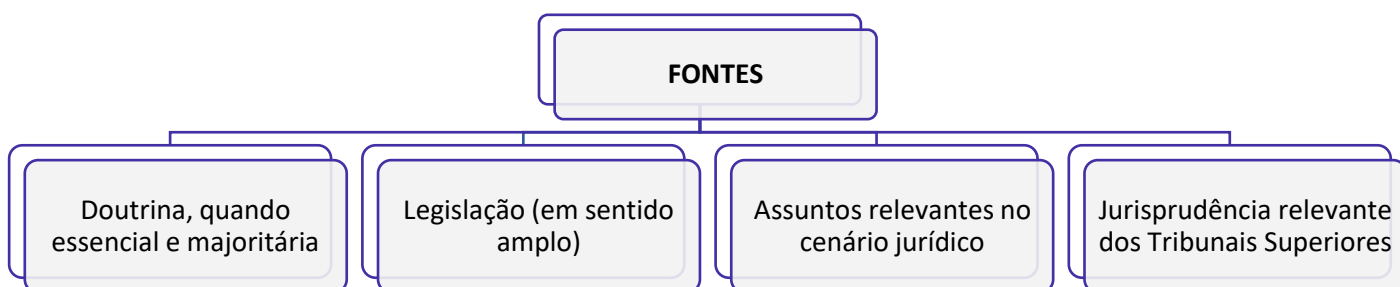 FONTES
Doutrina, quando
essencial e majoritária
Legislação (em sentido
amplo)
Assuntos relevantes no
cenário jurídico
Jurisprudência relevante
dos Tribunais Superiores